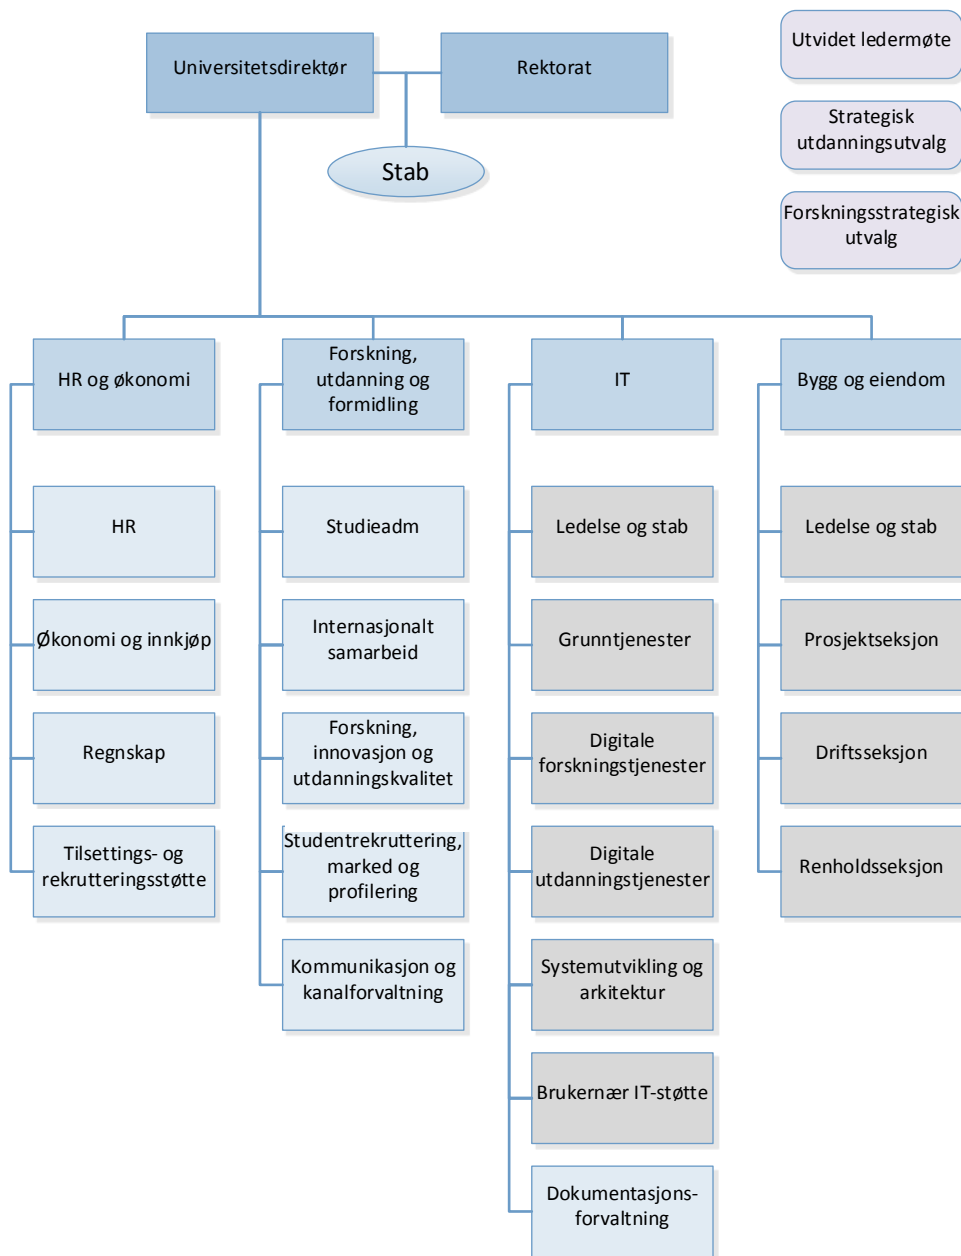 Universitetsdirektør
Rektorat
Stab
Utvidet ledermøte
Strategisk
utdanningsutvalg
Forskningsstrategisk
utvalg
HR og økonomi
HR
Økonomi og innkjøp
Regnskap
Tilsettings- og
rekrutteringsstøtte
Forskning,
utdanning og
formidling
Studieadm
Internasjonalt
samarbeid
Forskning,
innovasjon og
utdanningskvalitet
Studentrekruttering,
marked og
profilering
Kommunikasjon og
kanalforvaltning
IT
Ledelse og stab
Grunntjenester
Digitale
forskningstjenester
Digitale
utdanningstjenester
Systemutvikling og
arkitektur
Brukernær IT-støtte
Dokumentasjons-
forvaltning
Bygg og eiendom
Ledelse og stab
Prosjektseksjon
Driftsseksjon
Renholdsseksjon